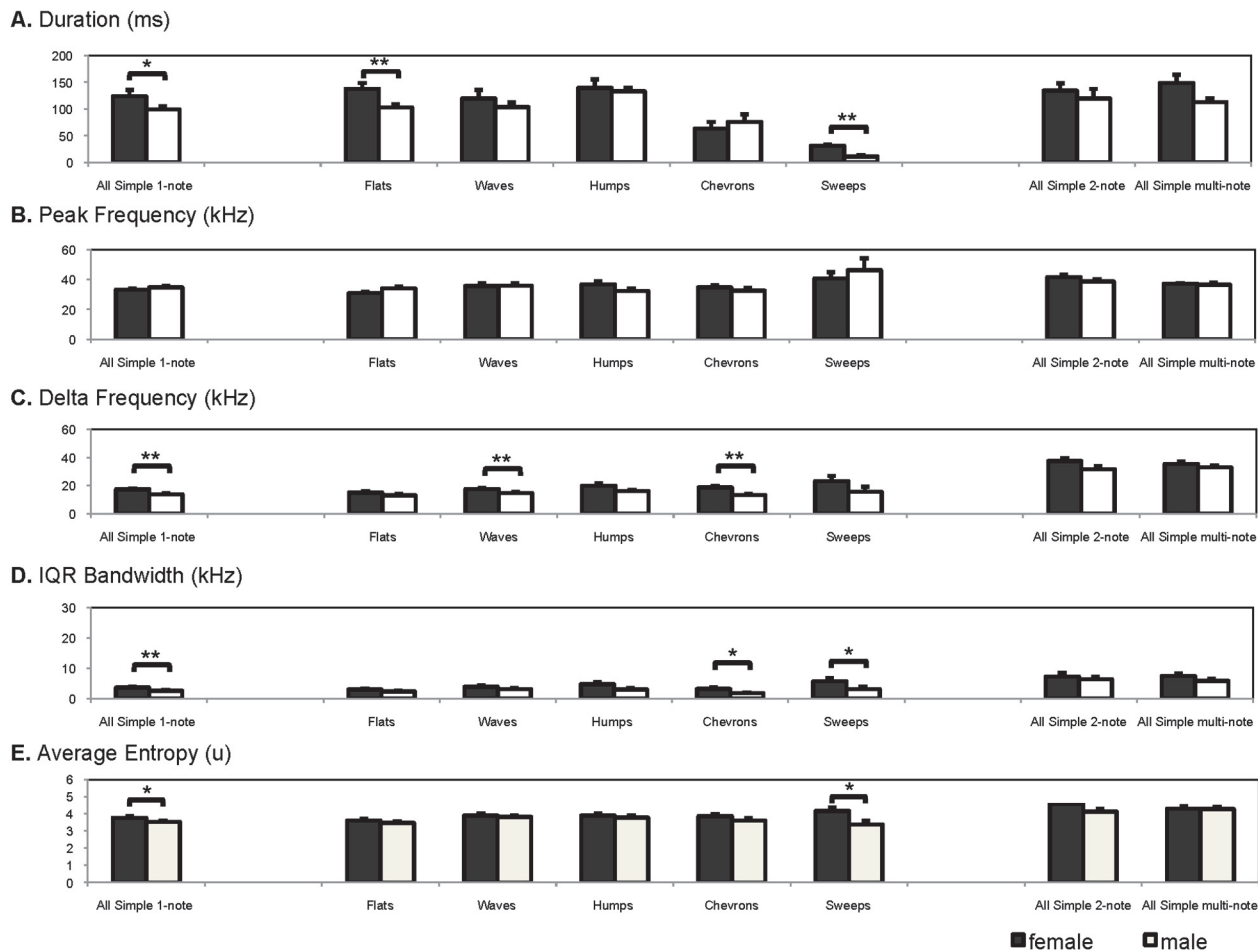 A. Duration (ms)
200
* **
150
100
**
50
0
All Simple 1-note Flats Waves Humps Chevrons Sweeps All Simple 2-note All Simple multi-note
B. Peak Frequency (kHz)
60
40
20
0
All Simple 1-note Flats Waves Humps Chevrons Sweeps All Simple 2-note All Simple multi-note
C. Delta Frequency (kHz)
60
40
** ** **
20
0
All Simple 1-note Flats Waves Humps Chevrons Sweeps All Simple 2-note All Simple multi-note
D. IQR Bandwidth (kHz)
30
20
** * *
10
0
All Simple 1-note Flats Waves Humps Chevrons Sweeps All Simple 2-note All Simple multi-note
E. Average Entropy (u)
6
* *
5
4
3
2
1
0
All Simple 1-note Flats Waves Humps Chevrons Sweeps All Simple 2-note All Simple multi-note
female male